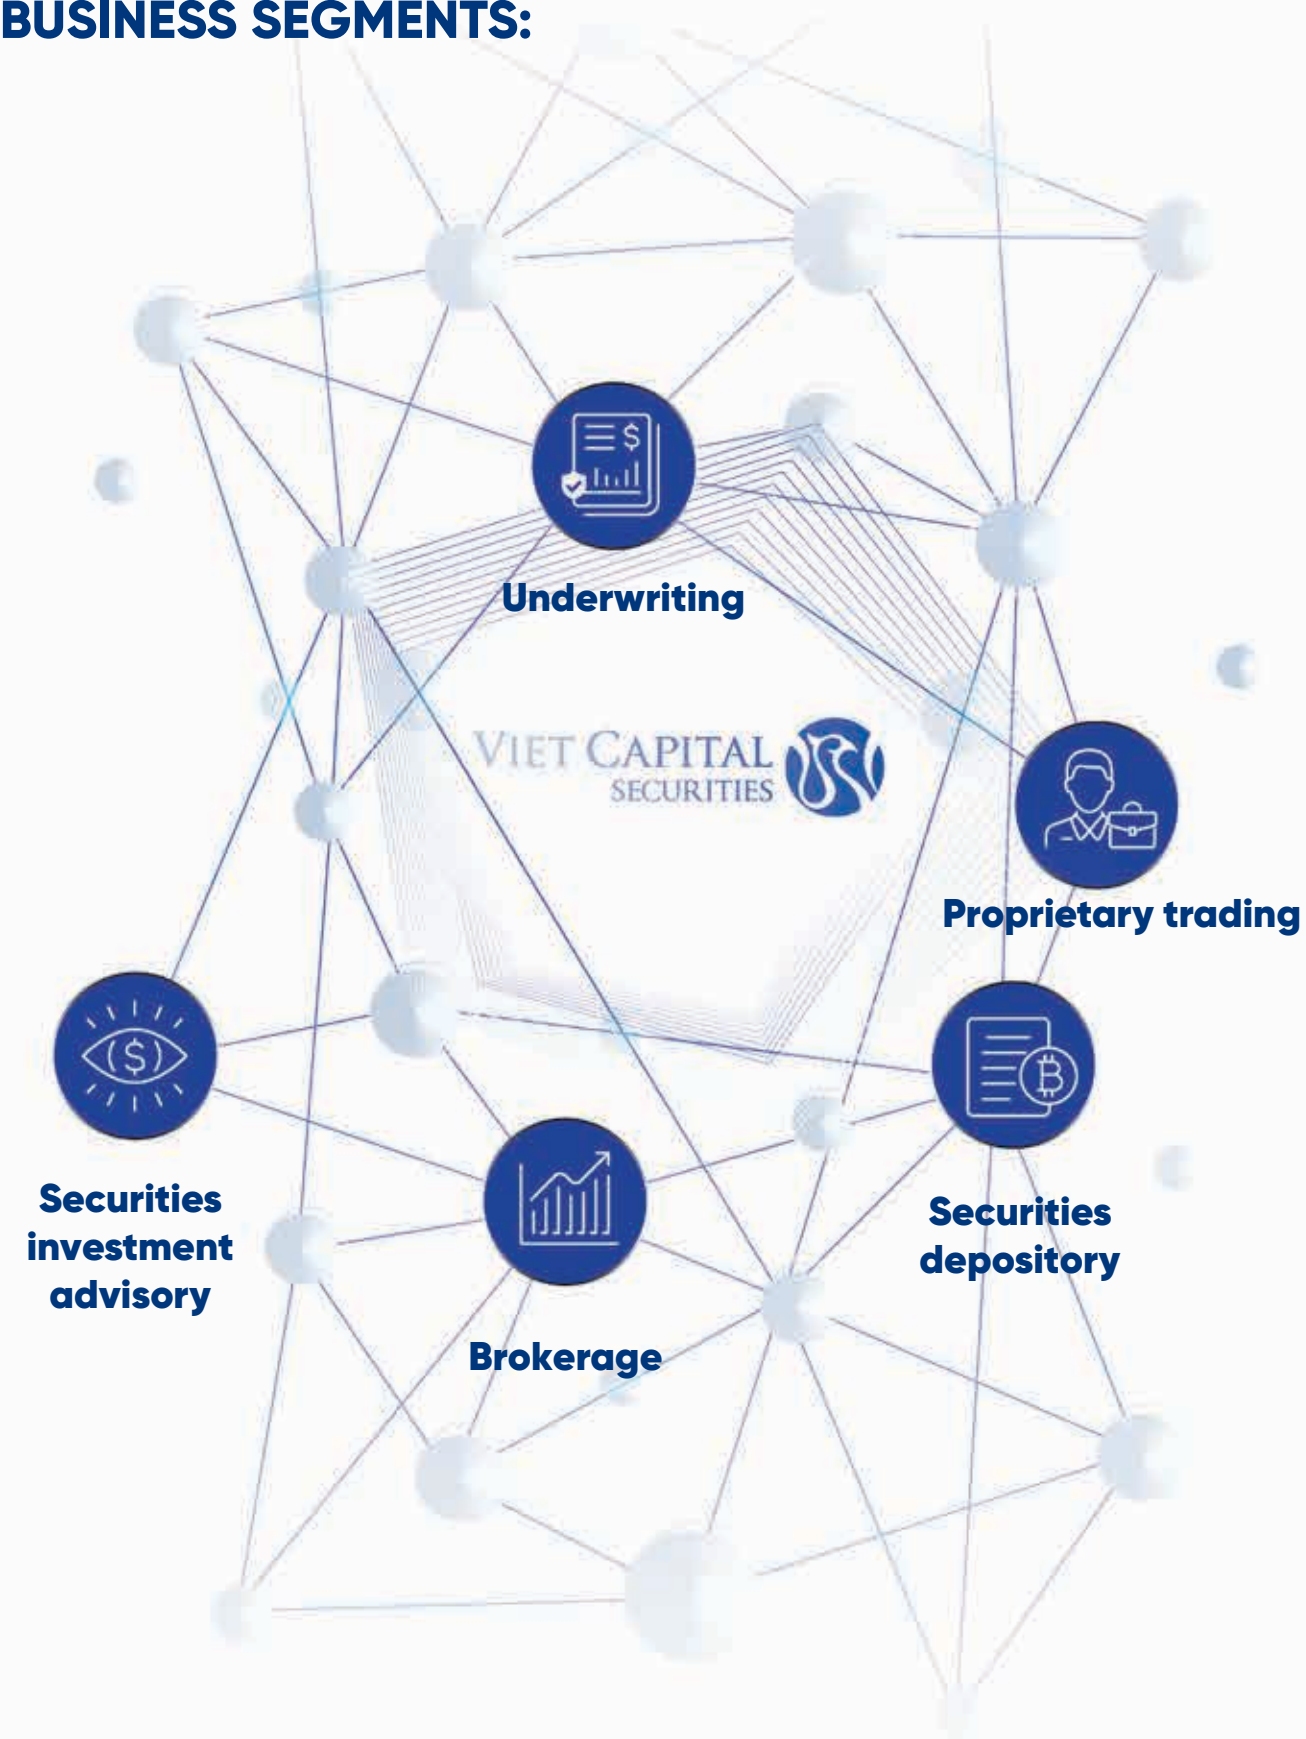 BUSINESS SEGMENTS:
$
Underwriting
VIET CAPITAL
SECURITIES
Proprietary trading
($)
Securities
investment
advisory
Brokerage
Securities
depository